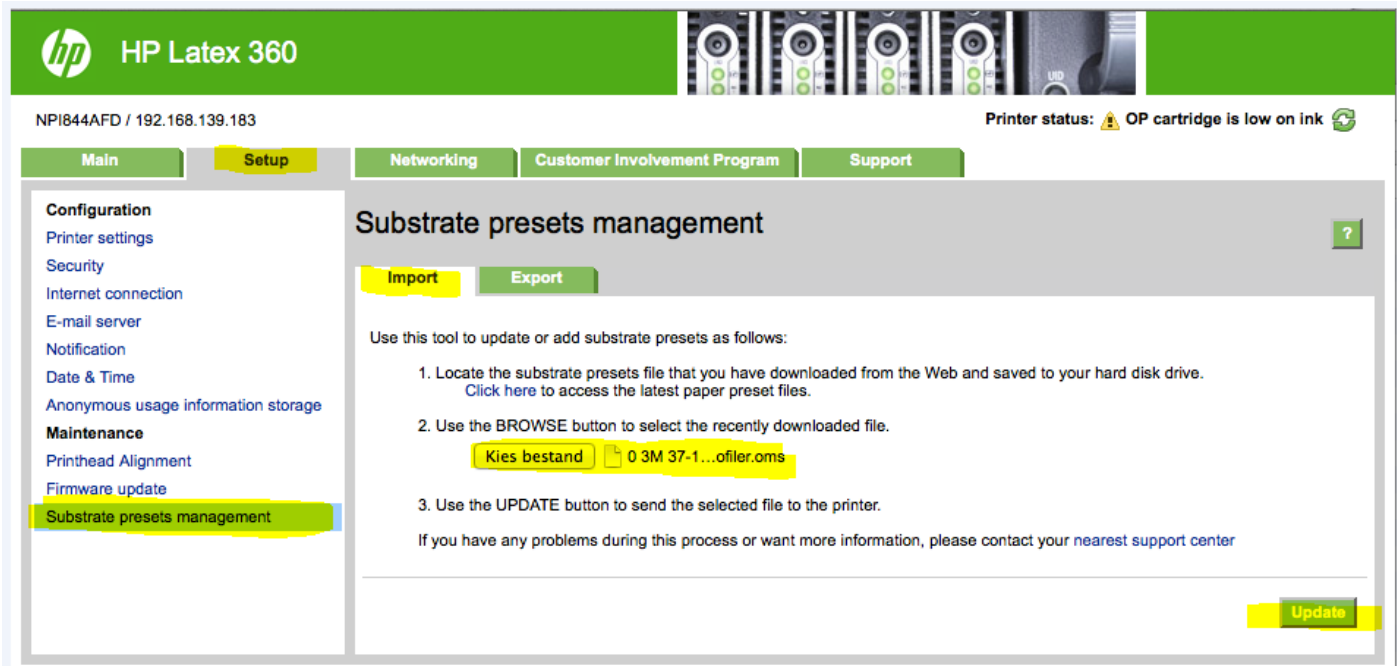 hp HP Latex 360
UID UID UID UID UID
NPI844AFD / 192.168.139.183
Printer status: OP cartridge is low on ink
Main Setup Networking Customer Involvement Program Support
Configuration
Printer settings
Security
Internet connection
E-mail server
Notification
Date & Time
Anonymous usage information storage
Maintenance
Printhead Alignment
Firmware update
Substrate presets management
Substrate presets management
?
Import Export
Use this tool to update or add substrate presets as follows:
1. Locate the substrate presets file that you have downloaded from the Web and saved to your hard disk drive.
Click here to access the latest paper preset files.
2. Use the BROWSE button to select the recently downloaded file.
Kies bestand 0 3M 37-1...ofiler.oms
3. Use the UPDATE button to send the selected file to the printer.
If you have any problems during this process or want more information, please contact your nearest support center
Update